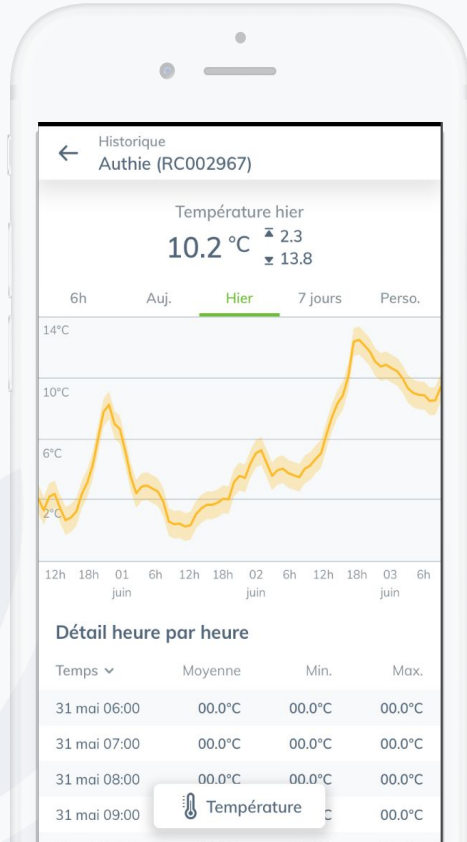 Historique
Authie (RC002967)
Température hier
10.2 °C
2.3
13.8
6h Auj. Hier 7 jours Perso.
14°C
10°C
6°C
2°C
12h 18h 01 6h 12h 18h 02 6h 12h 18h 03 6h
juin juin juin
Détail heure par heure
Temps Moyenne Min. Max.
31 mai 06:00 00.0°C 00.0°C 00.0°C
31 mai 07:00 00.0°C 00.0°C 00.0°C
31 mai 08:00 00.0°C 00.0°C 00.0°C
31 mai 09:00 C 00.0°C
Température